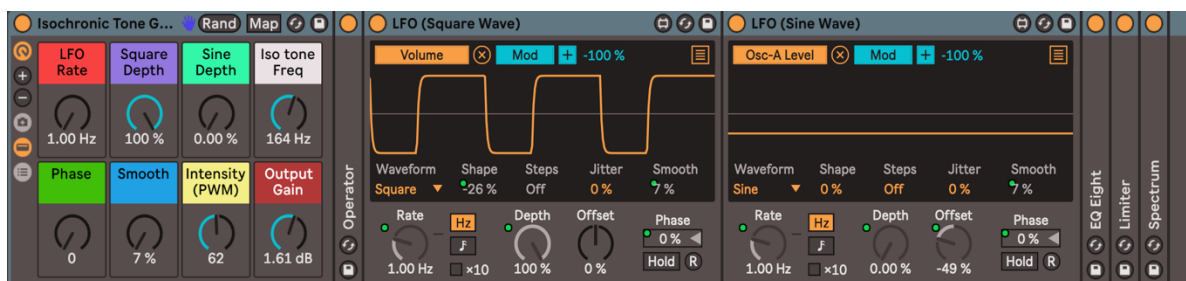 Isochronic Tone G... Rand Map
LFO Rate
Square Depth
Sine Depth
Iso tone Freq
1.00 Hz
100 %
0.00 %
164 Hz
Phase
Smooth
Intensity (PWM)
Output Gain
0
7 %
62
1.61 dB
Operator
LFO (Square Wave)
Volume Mod + -100 %
Waveform Shape Steps Jitter Smooth
Square -26 % Off 0 % 7 %
Rate Hz Depth Offset Phase
0 %
1.00 Hz ×10 100 % 0 % Hold R
LFO (Sine Wave)
Osc-A Level Mod + -100 %
Waveform Shape Steps Jitter Smooth
Sine 0 % Off 0 % 7 %
Rate Hz Depth Offset Phase
0 %
1.00 Hz ×10 0.00 % -49 % Hold R
EQ Eight
Limiter
Spectrum